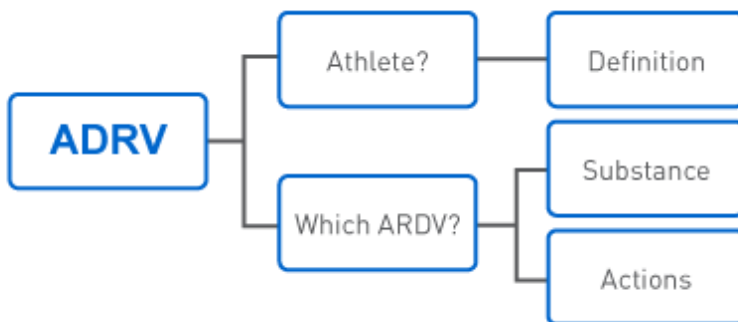 ADRV
Athlete?
Definition
Which ARDV?
Substance
Actions